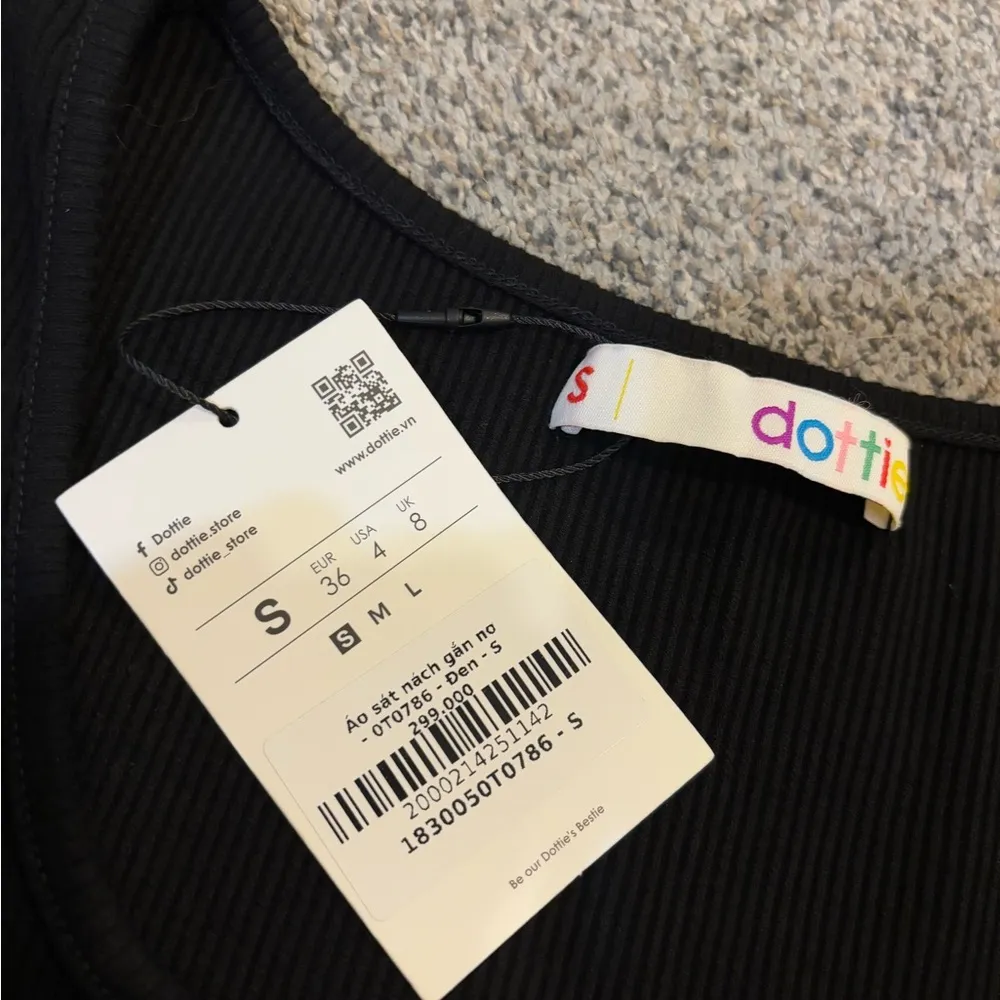 www.dottie.vn
Dottie
dottie.store
dottie_store
S
EUR
36
USA
4
UK
8
S M L
Áo sát nách gắn nơ
- 0T0786 - Đen - S
299.000
2000214251142
1830050T0786 - S
Be our Dottie's Bestie
S
dottie